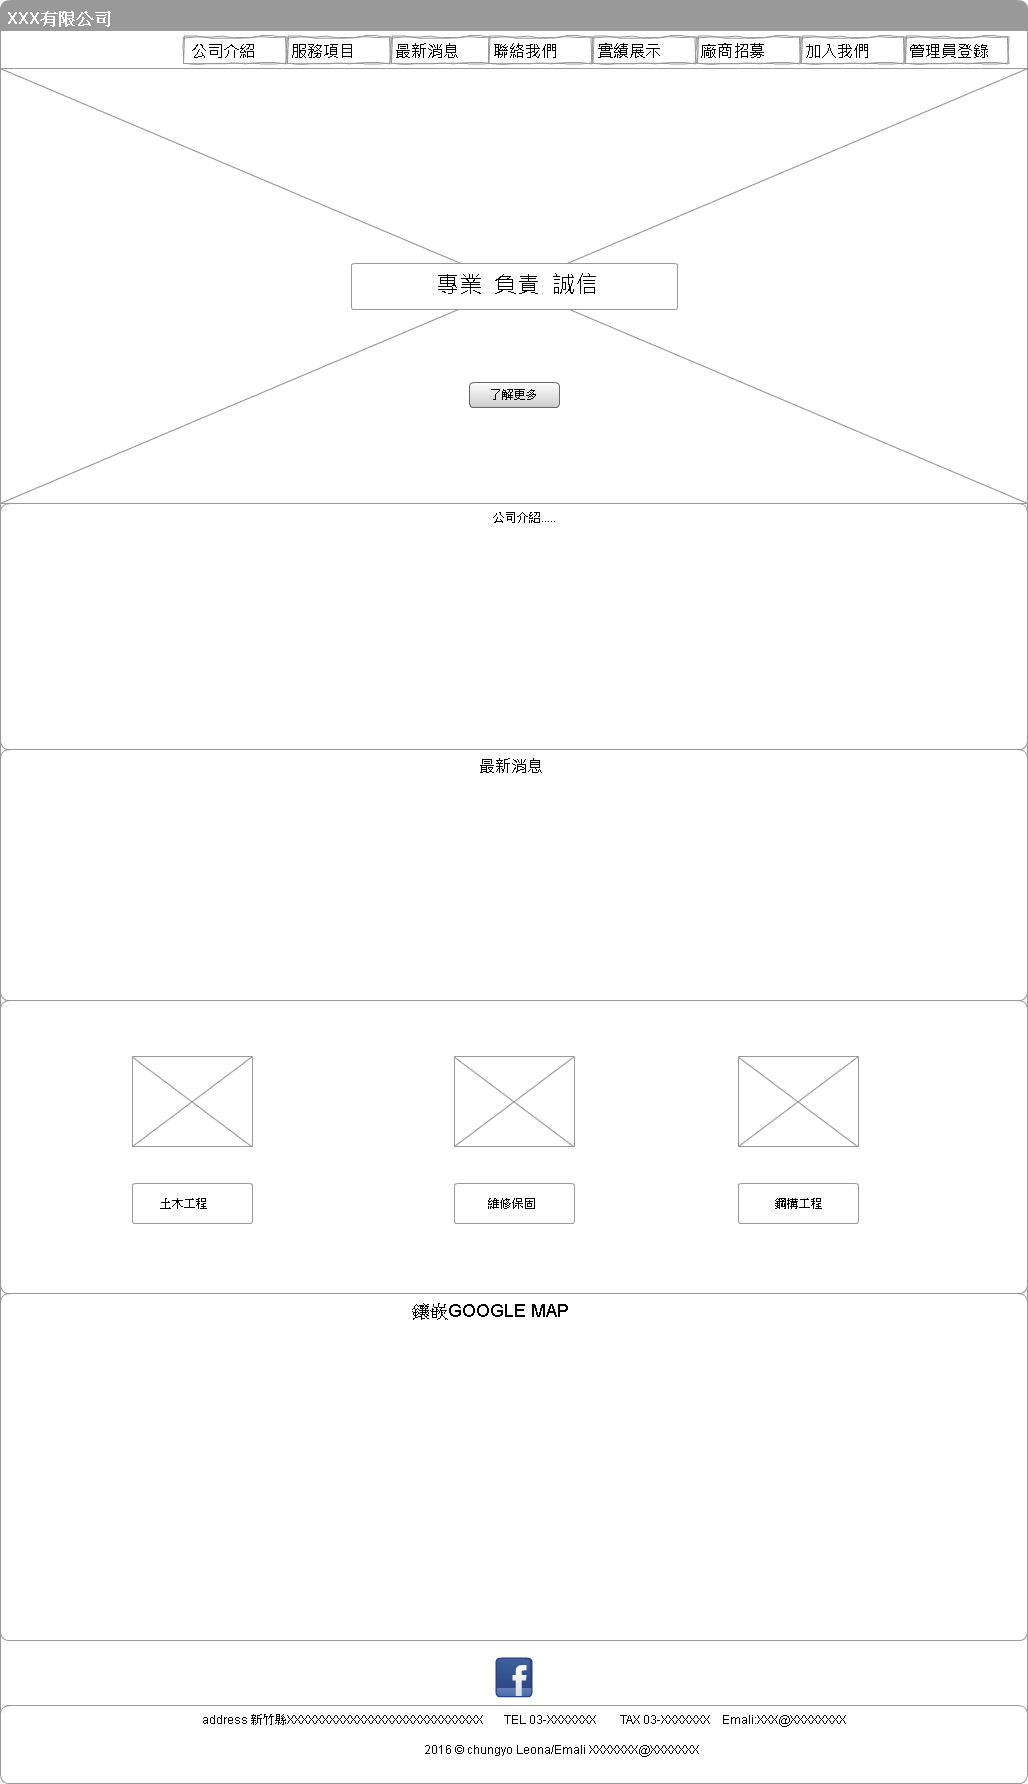 XXX有限公司
公司介紹 服務項目 最新消息 聯絡我們 實績展示 廠商招募 加入我們 管理員登錄
專業 負責 誠信
了解更多
公司介紹.....
最新消息
土木工程 維修保固 鋼構工程
鑲嵌GOOGLE MAP
address 新竹縣XXXXXXXXXXXXXXXXXXXXXXXXXXXX TEL 03-XXXXXXX TAX 03-XXXXXXX Emali:XXX@XXXXXXXX
2016 © chungyo Leona/Emali XXXXXXX@XXXXXXX